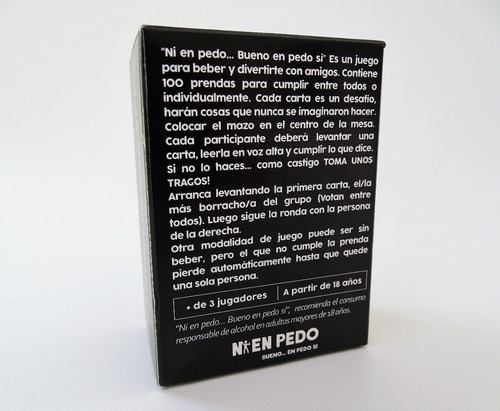 "Ni en pedo... Bueno en pedo si" Es un juego
para beber y divertirte con amigos. Contiene
100 prendas para cumplir entre todos o
individualmente. Cada carta es un desafío,
harán cosas que nunca se imaginaron hacer.
Colocar el mazo en el centro de la mesa.
Cada participante deberá levantar una
carta, leerla en voz alta y cumplir lo que dice.
Si no lo haces... como castigo TOMA UNOS
TRAGOS!
Arranca levantando la primera carta, el/la
más borracho/a del grupo (Votan entre
todos). Luego sigue la ronda con la persona
de la derecha.
Otra modalidad de juego puede ser sin
beber, pero el que no cumple la prenda
pierde automáticamente hasta que quede
una sola persona.
+ de 3 jugadores
A partir de 18 años
"Ni en pedo... Bueno en pedo si", recomienda el consumo
responsable de alcohol en adultos mayores de 18 años.
NI EN PEDO
BUENO... EN PEDO SI